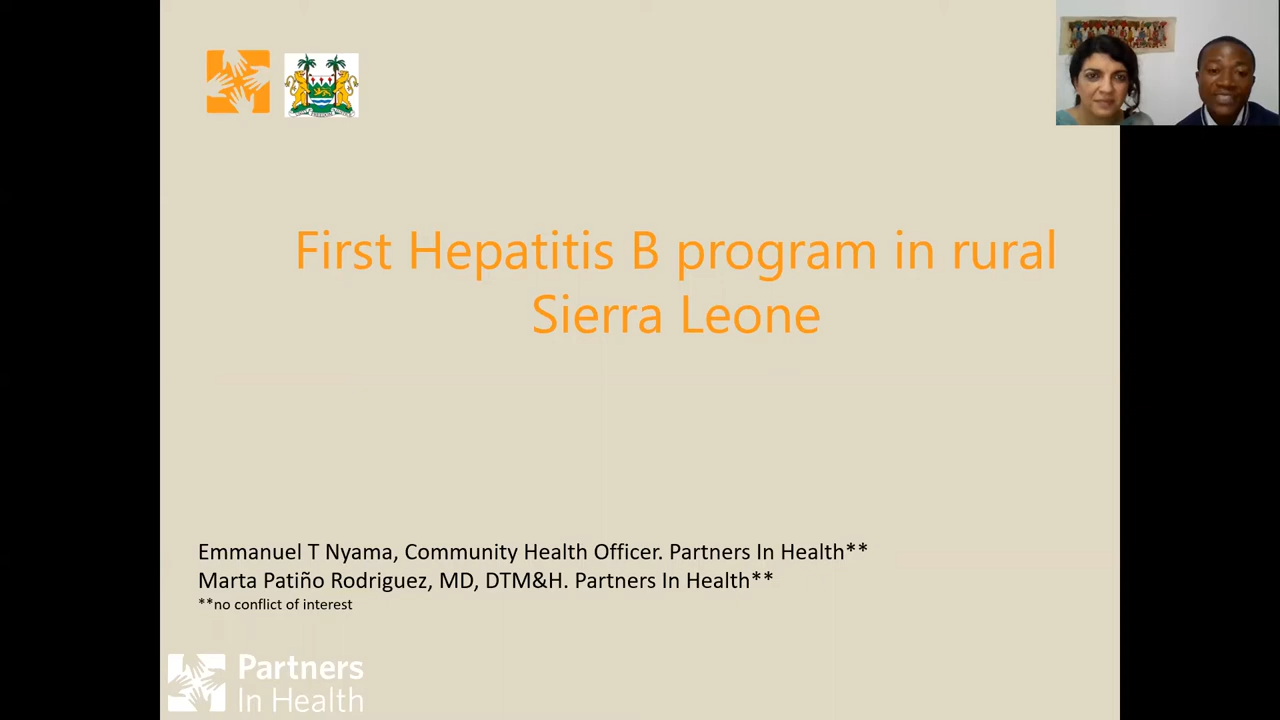 First Hepatitis B program in rural
Sierra Leone
Emmanuel T Nyama, Community Health Officer. Partners In Health**
Marta Patiño Rodriguez, MD, DTM&H. Partners In Health**
**no conflict of interest
Partners
In Health